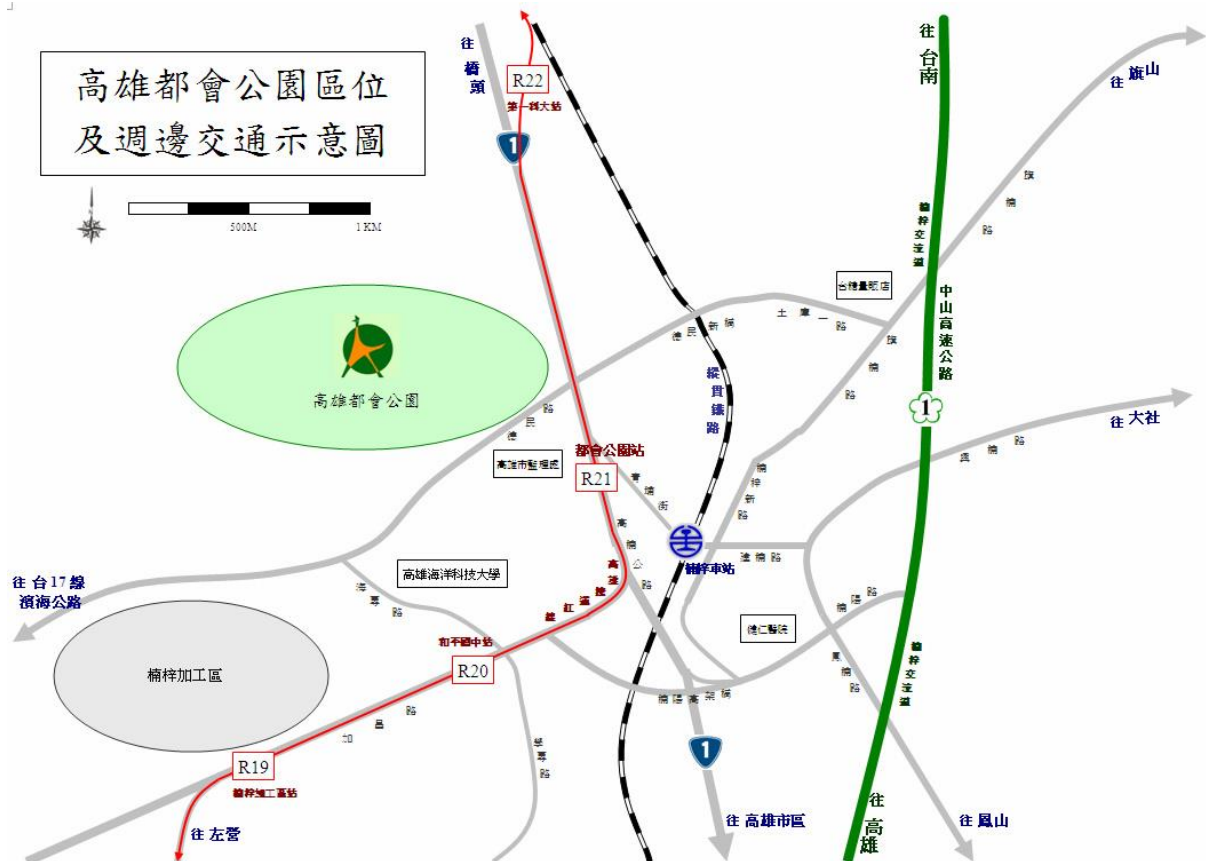 高雄都會公園區位
及週邊交通示意圖
500M
1 KM
往 橋頭
R22
第一科大站
1
往 台南
往 旗山
旗楠路
楠梓交流道
中山高速公路
1
台糖量販店
土庫一路
德民新橋
旗楠路
縱貫鐵路
高雄都會公園
德民路
高雄市監理處
都會公園站
R21
青埔街
楠梓新路
往 大社
興楠路
高楠公路
楠梓車站
建楠路
往 台17線
濱海公路
高雄海洋科技大學
海專路
高雄捷運紅線
楠陽路
健仁醫院
鳳楠路
楠梓交流道
R20
楠梓加工區
楠陽高架橋
加昌路
R19
楠梓加工區站
1
往 左營
往 高雄市區
往 高雄
往 鳳山